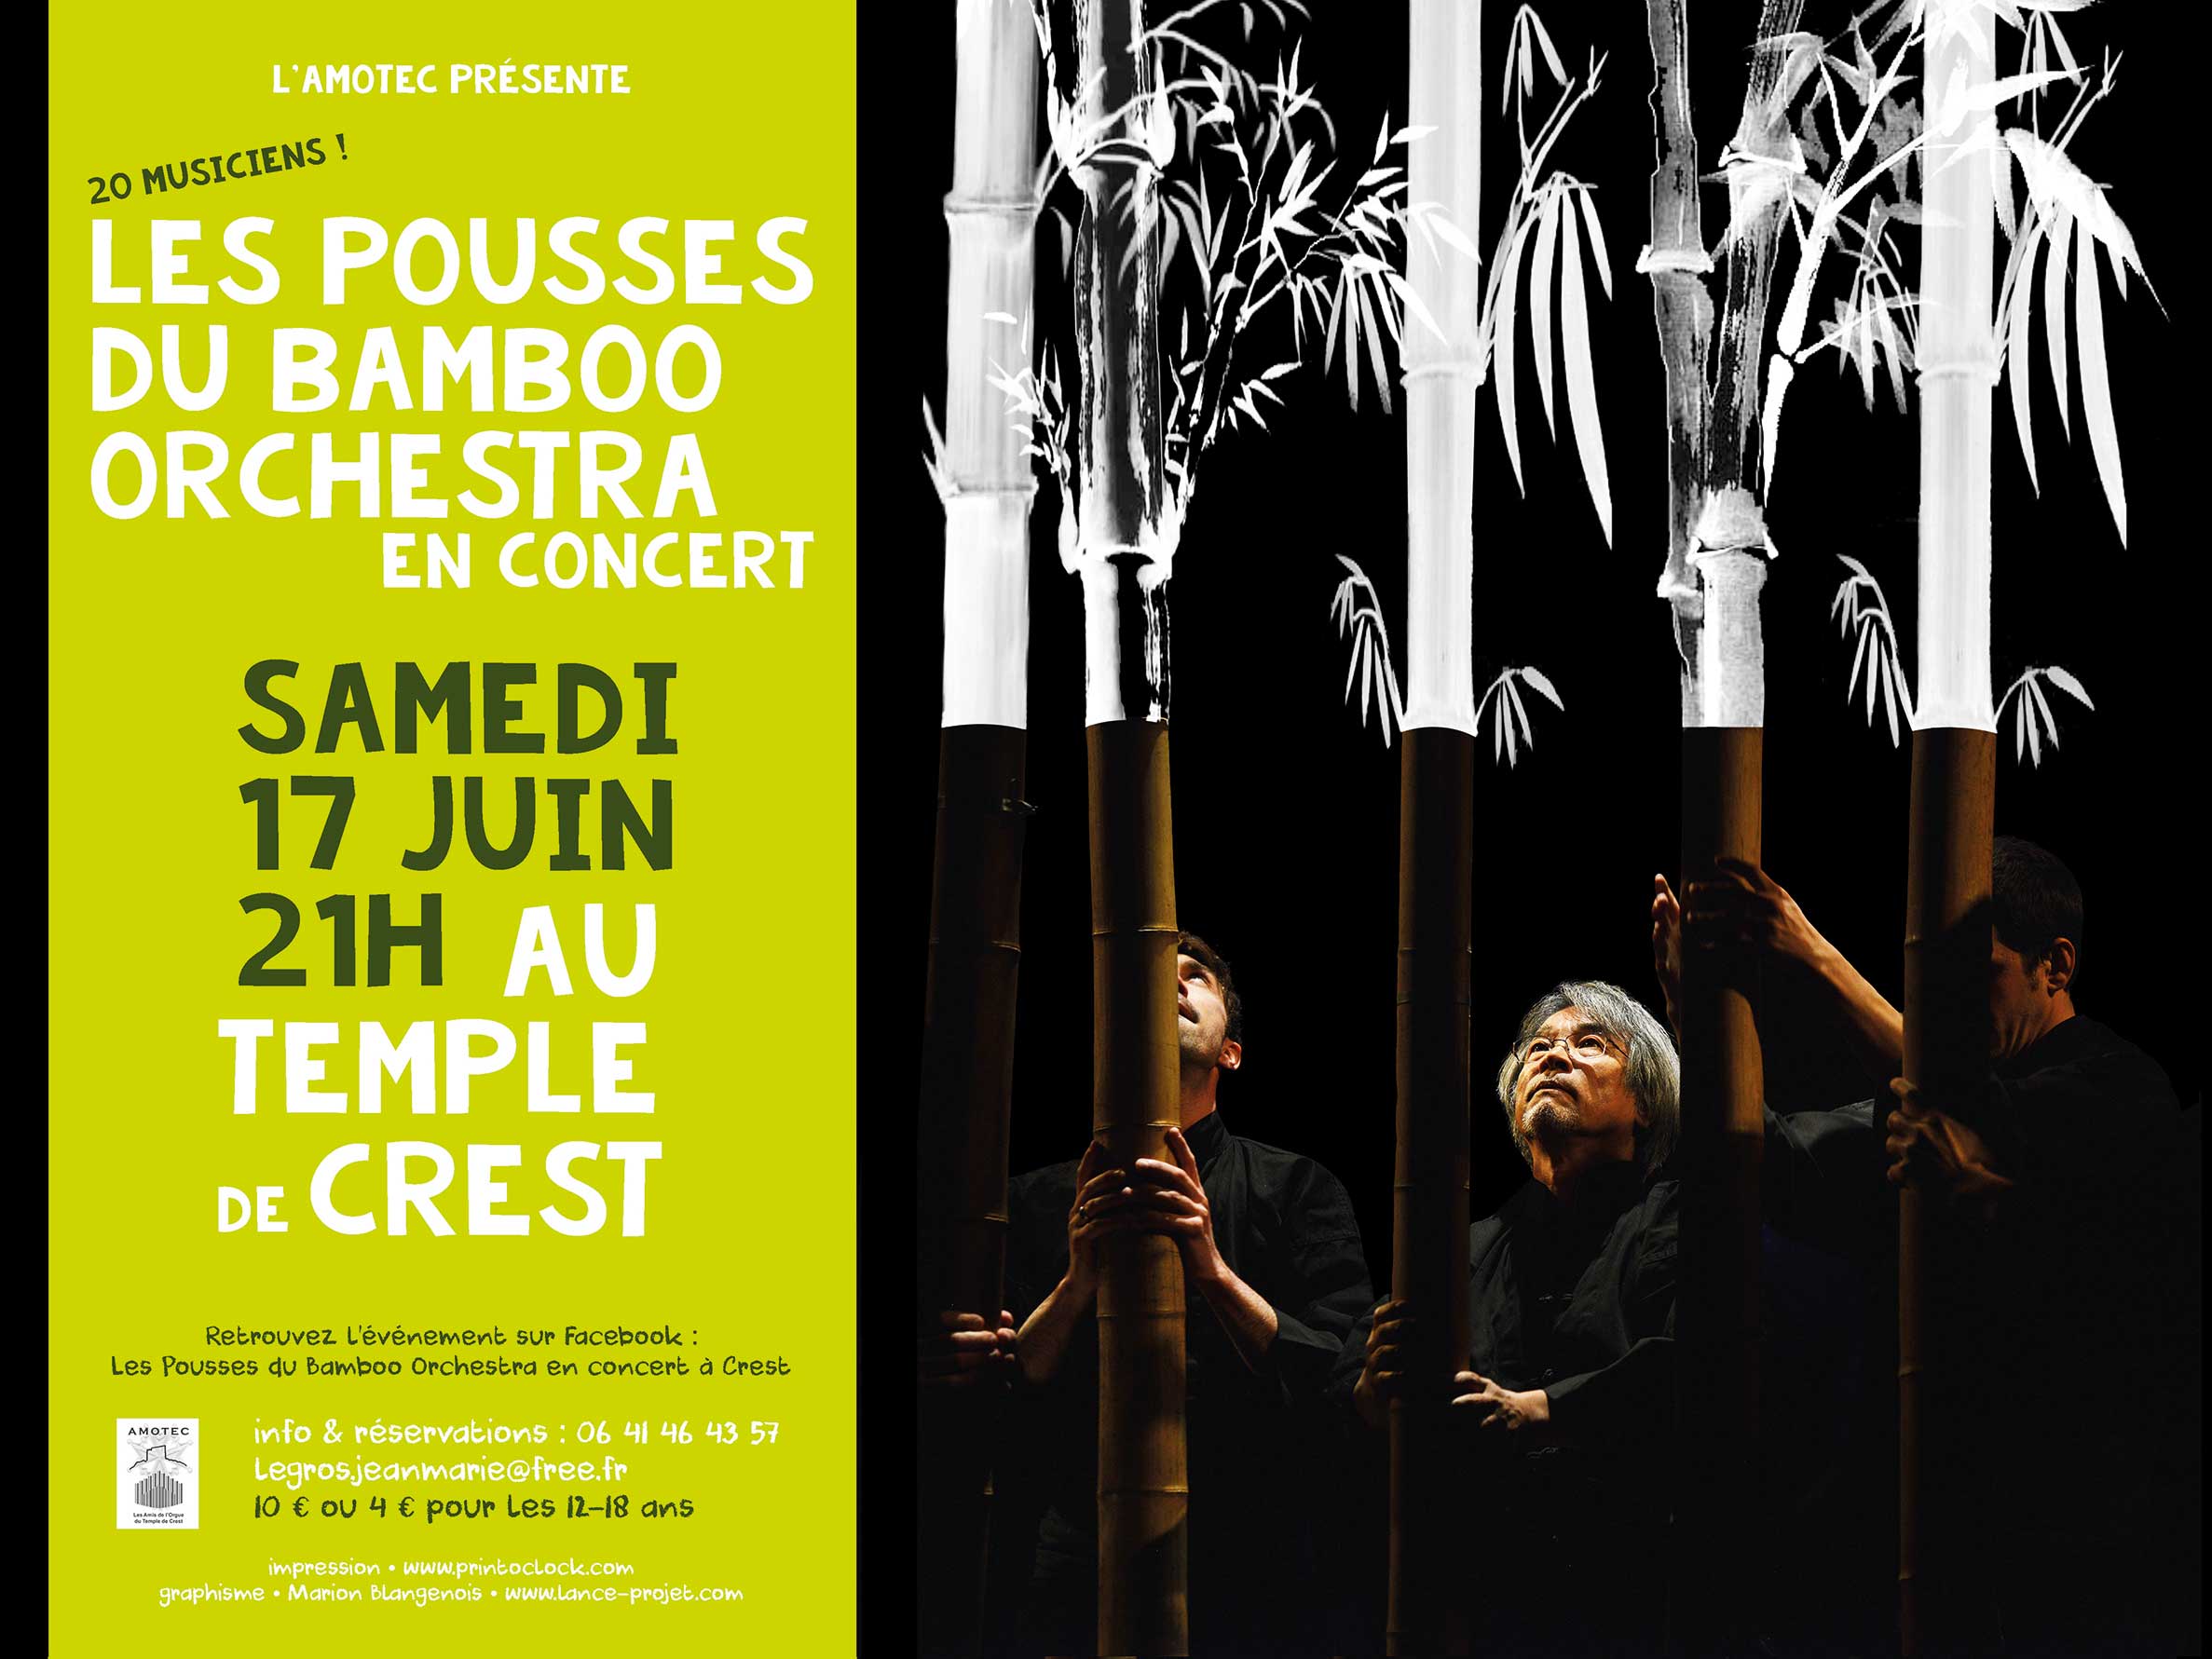 L'AMOTEC PRÉSENTE
20 MUSICIENS !
LES POUSSES
DU BAMBOO
ORCHESTRA
EN CONCERT
SAMEDI
17 JUIN
21H AU
TEMPLE
DE CREST
Retrouvez l'événement sur Facebook :
Les Pousses du Bamboo Orchestra en concert à Crest
AMOTEC
Les Amis de l'Orgue
du Temple de Crest
info & réservations : 06 41 46 43 57
Legros.jeanmarie@free.fr
10 € ou 4 € pour les 12-18 ans
impression • www.printoclock.com
graphisme • Marion Blangenois • www.lance-projet.com